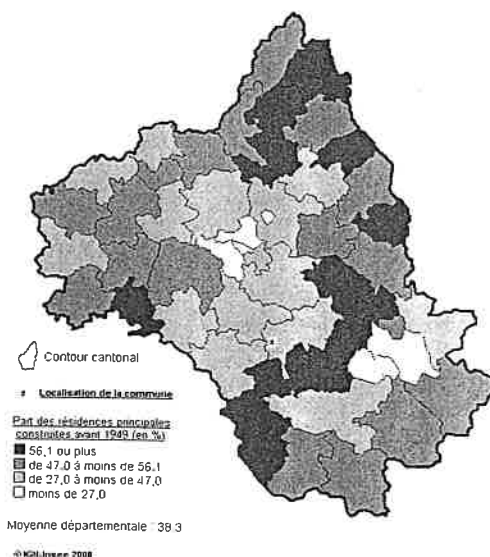 Contour cantonal
Localisation de la commune
Part des résidences principales
construites avant 1949 (en %)
56,1 ou plus
de 47,0 à moins de 56,1
de 27,0 à moins de 47,0
moins de 27,0
Moyenne départementale : 38.3
© IGN-Insee 2008